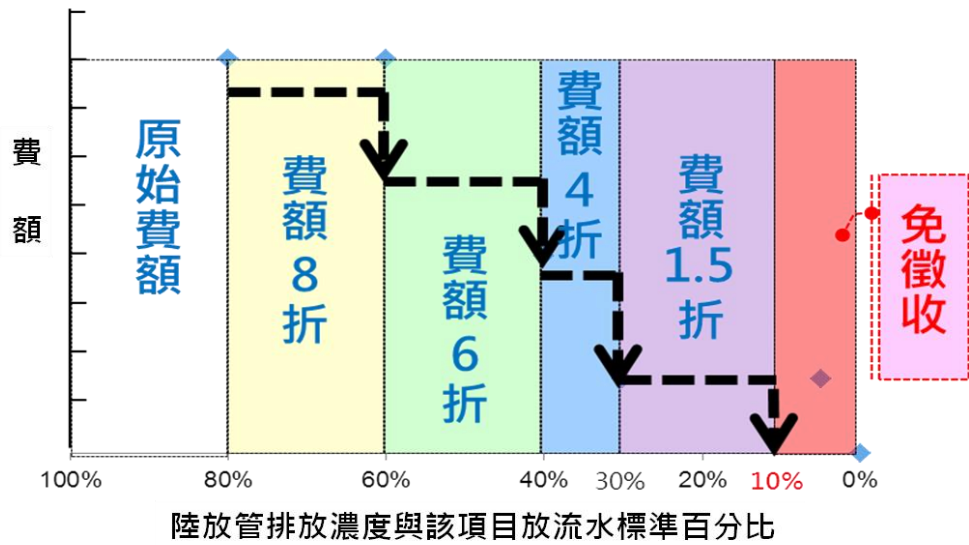 費額
原始費額
費額8折
費額6折
費額4折
費額1.5折
免徵收
100%
80%
60%
40%
30%
20%
10%
0%
陸放管排放濃度與該項目放流水標準百分比